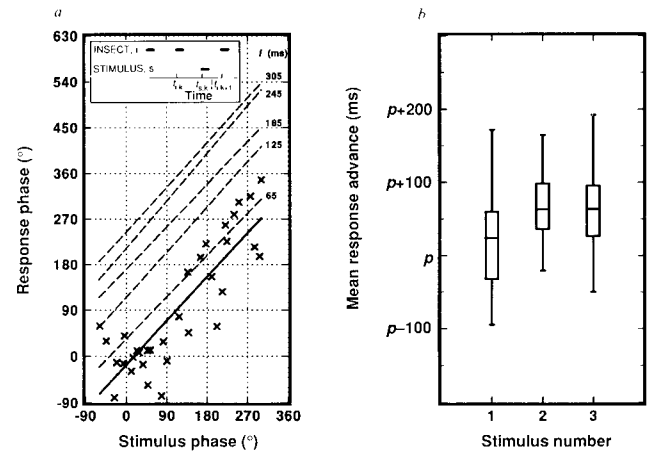 a
630
540
450
360
270
180
90
0
-90
-90 0 90 180 270 360
Response phase (°)
Stimulus phase (°)
INSECT, i
STIMULUS, s
Time
I (ms)
305
245
185
125
65
b
Mean response advance (ms)
p+200
p+100
p
p–100
1 2 3
Stimulus number